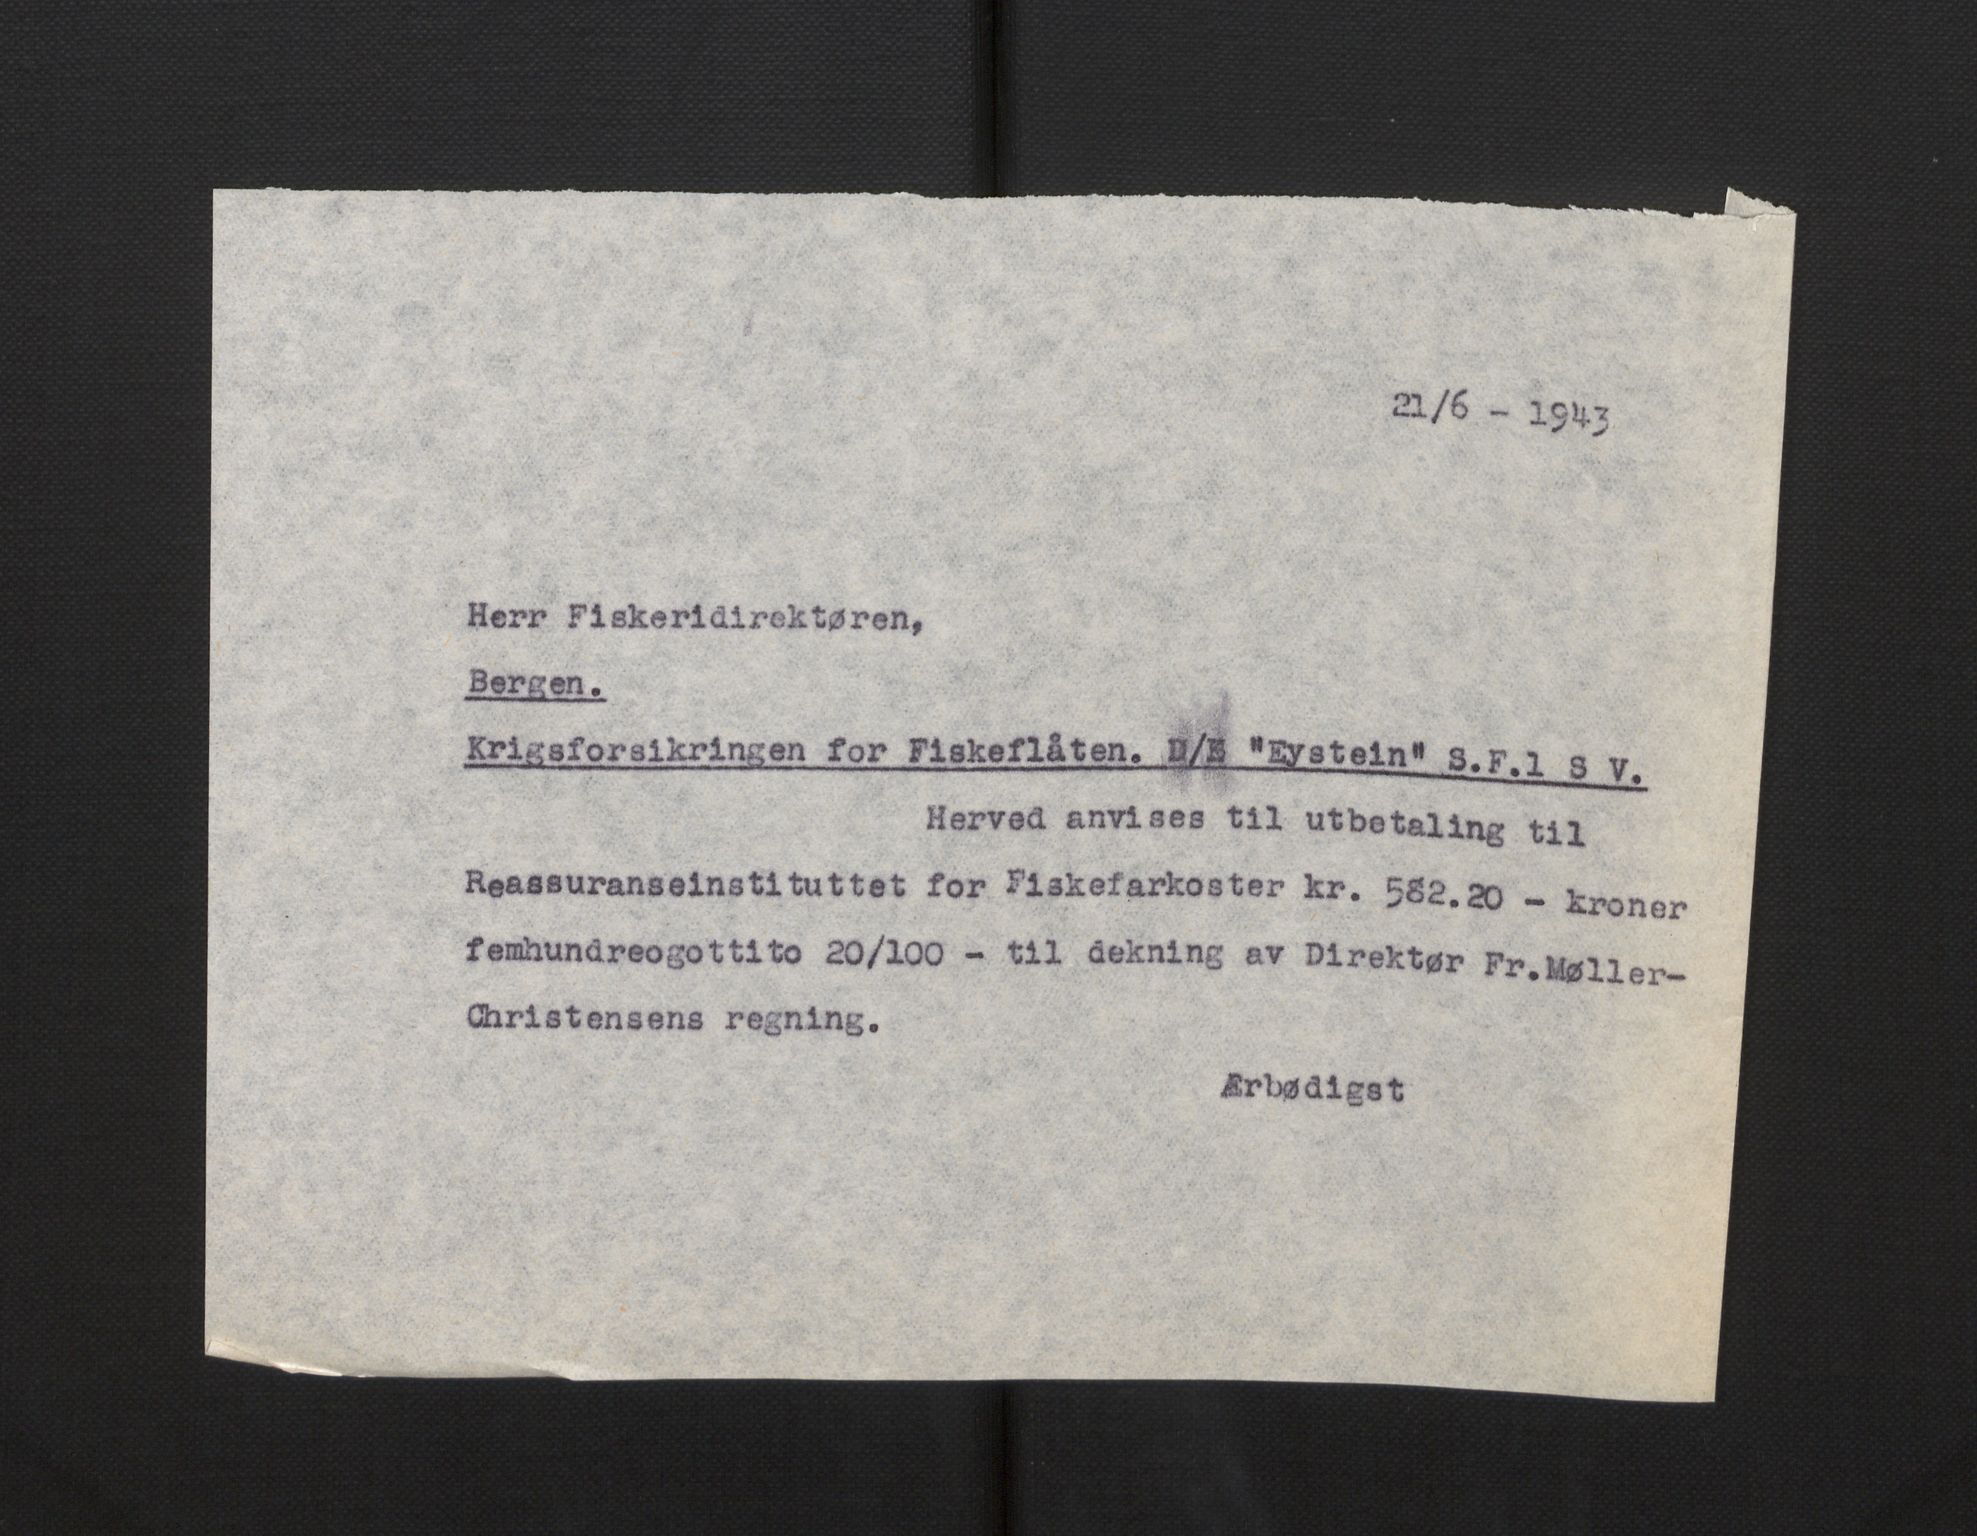 21/6 - 1943
Herr Fiskeridirektøren,
Bergen.
Krigsforsikringen for Fiskeflåten. "Eystein" S.F.1 S V.
Herved anvises til utbetaling til
Reassuranseinstituttet for Fiskefarkoster kr. 582.20 - kroner
femhundreogottito 20/100 - til dekning av Direktør Fr.Møller-
Christensens regning.
Ærbødigst